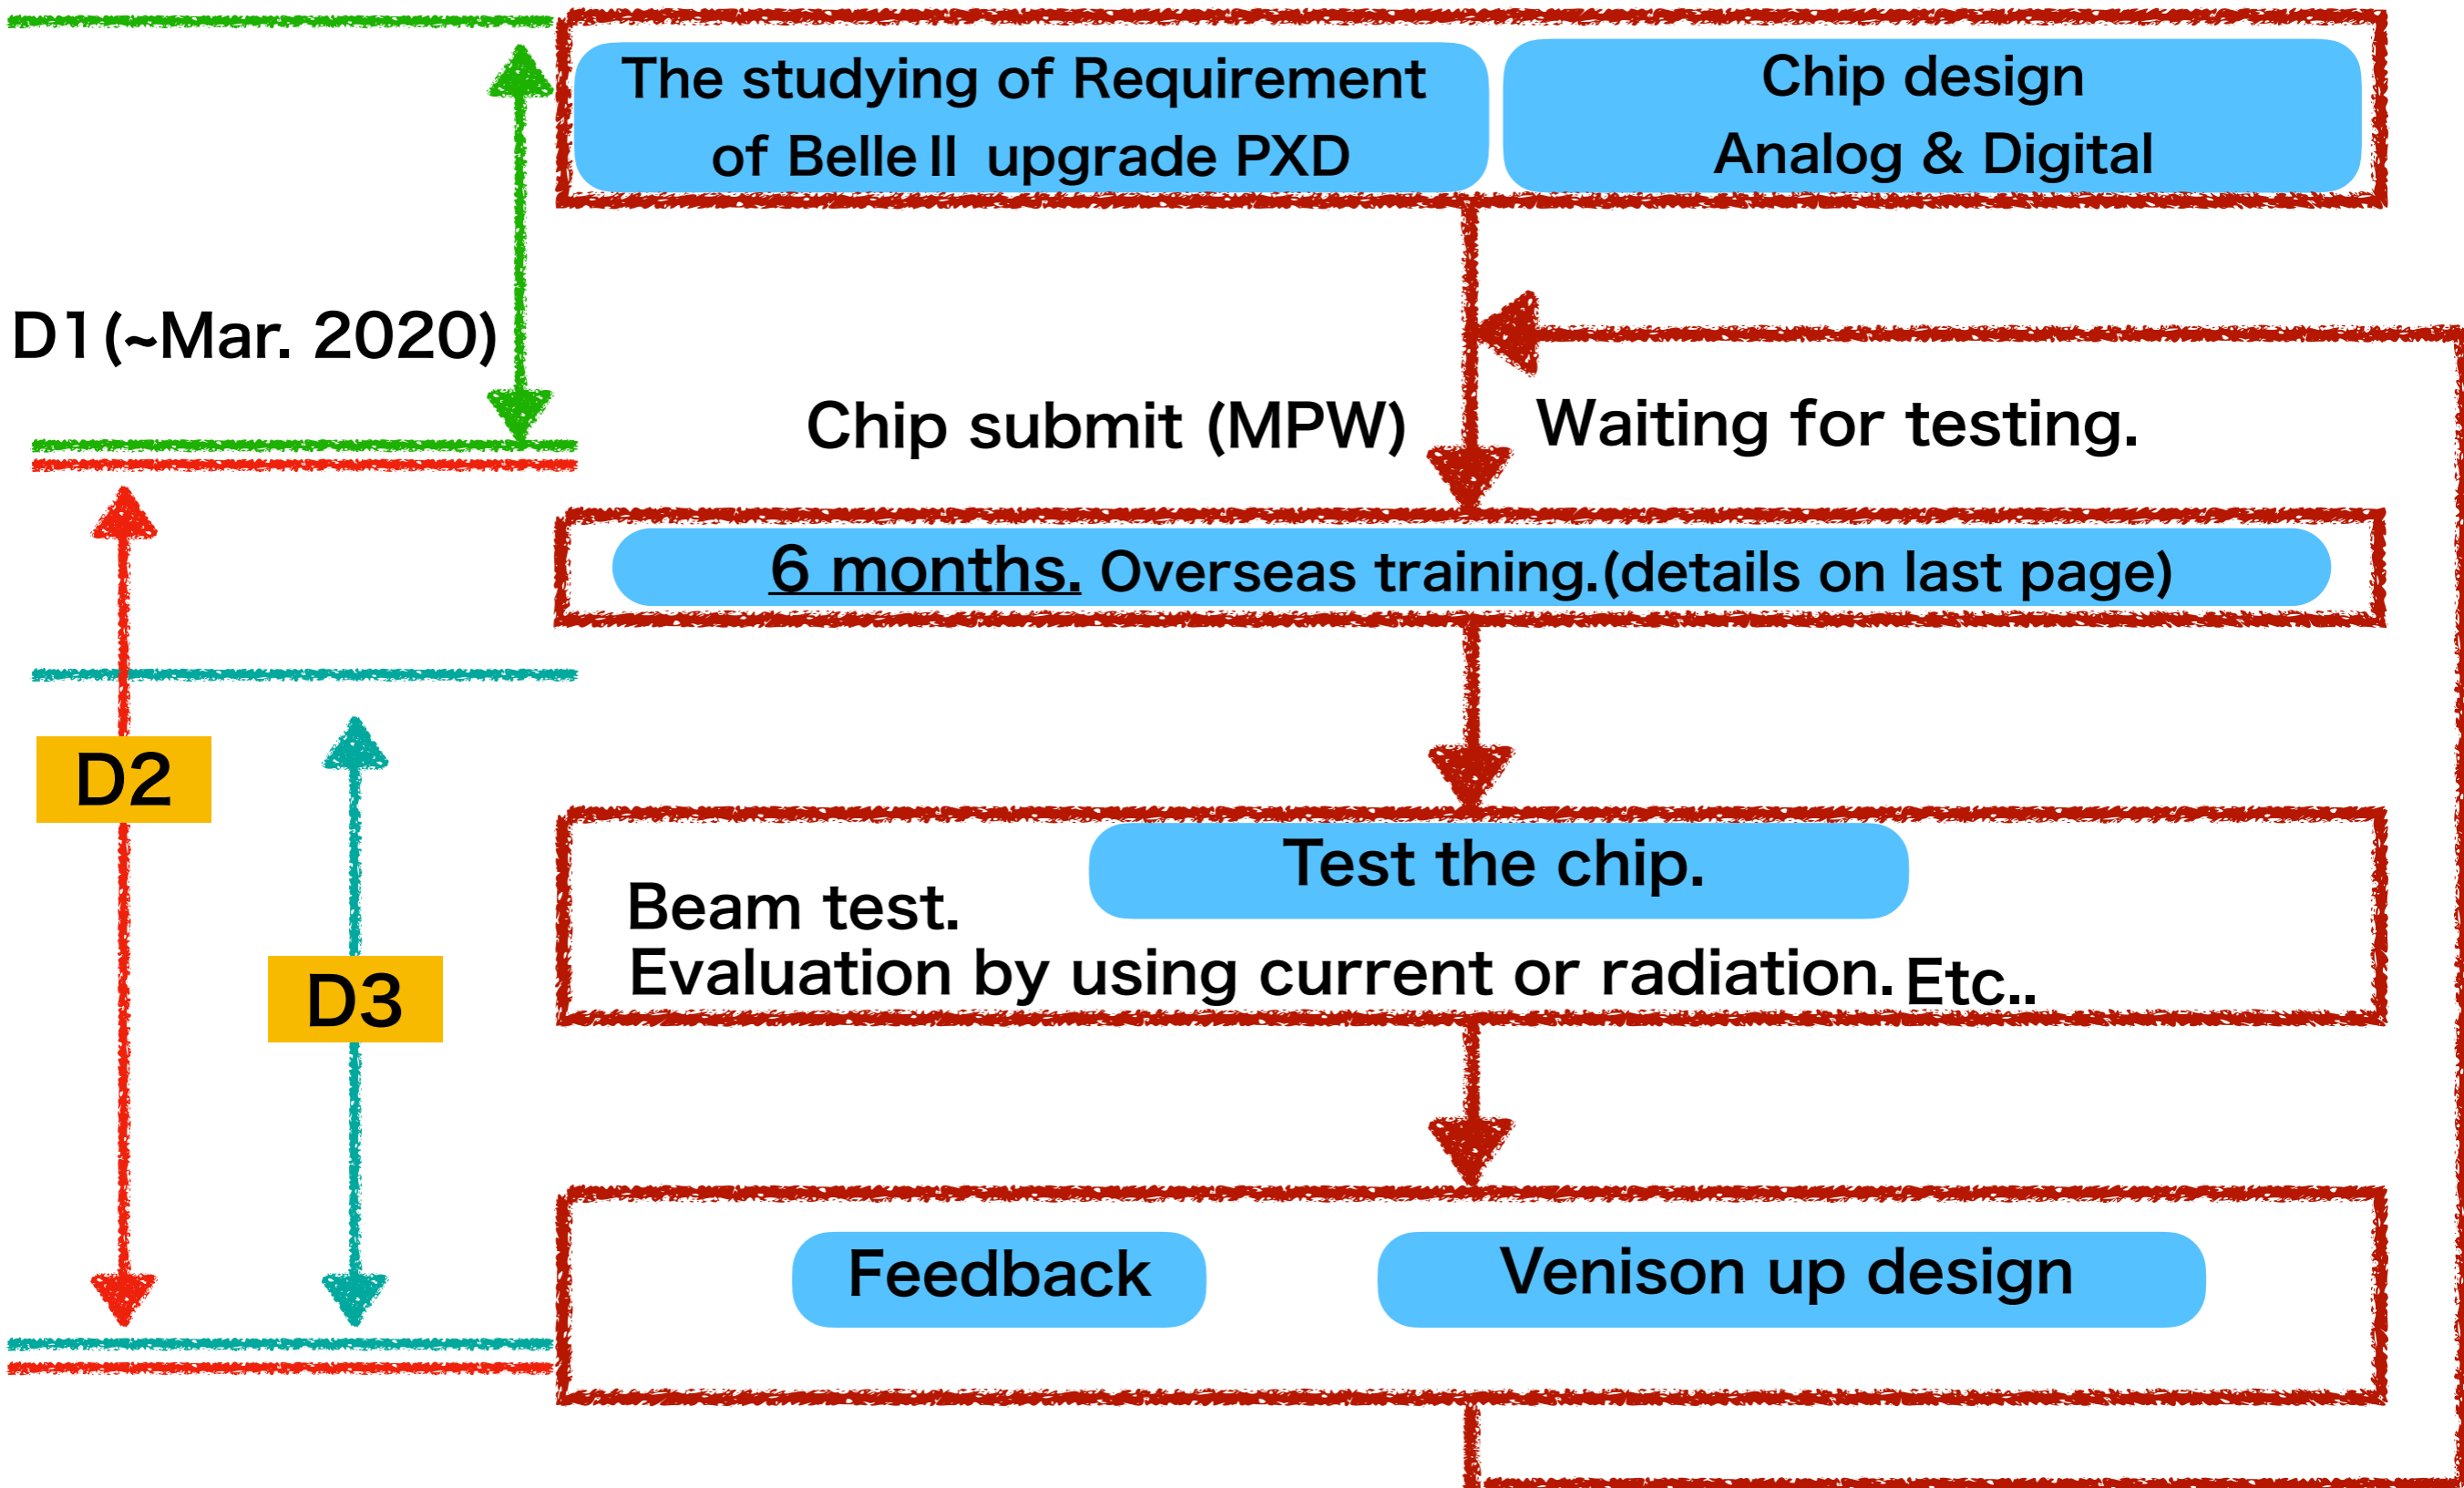 The studying of Requirement
of Belle II upgrade PXD
Chip design
Analog & Digital
D1(~Mar. 2020)
Chip submit (MPW)
Waiting for testing.
6 months. Overseas training.(details on last page)
D2
Test the chip.
Beam test.
Evaluation by using current or radiation. Etc..
D3
Feedback
Venison up design